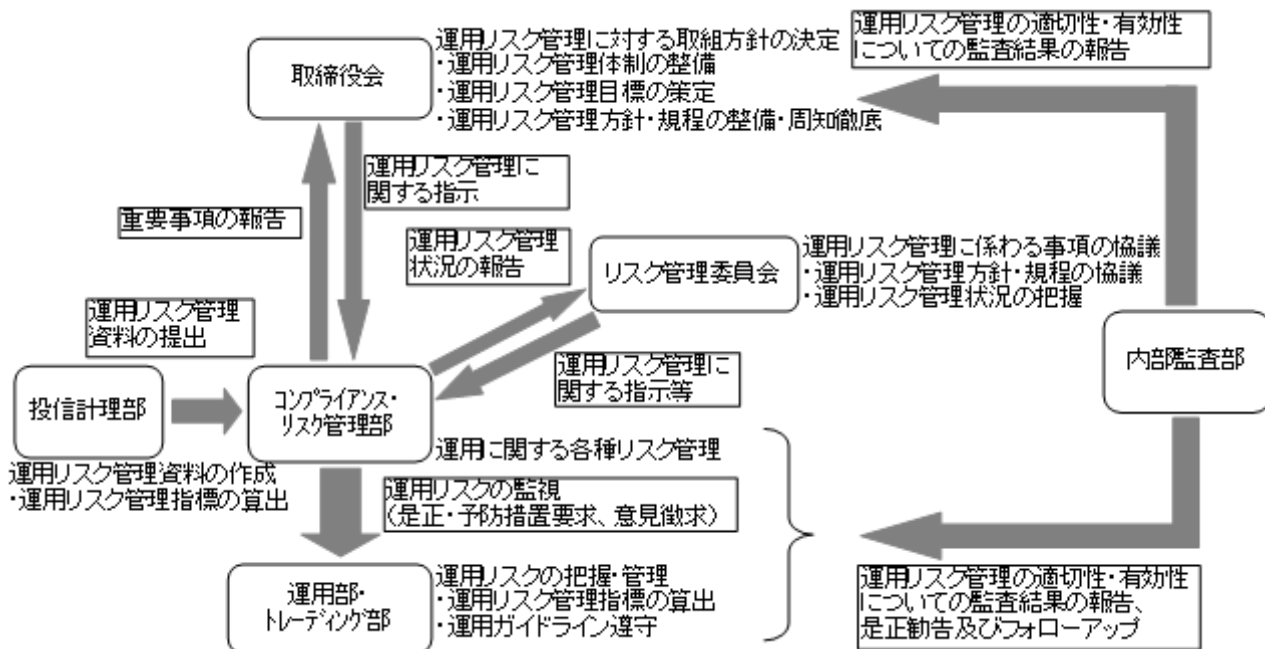 取締役会
運用リスク管理に対する取組方針の決定
・運用リスク管理体制の整備
・運用リスク管理目標の策定
・運用リスク管理方針・規程の整備・周知徹底
運用リスク管理の適切性・有効性
についての監査結果の報告
運用リスク管理に
関する指示
重要事項の報告
運用リスク管理
状況の報告
リスク管理委員会
運用リスク管理に係わる事項の協議
・運用リスク管理方針・規程の協議
・運用リスク管理状況の把握
運用リスク管理
資料の提出
内部監査部
運用リスク管理に
関する指示等
投信計理部
コンプライアンス・
リスク管理部
運用に関する各種リスク管理
運用リスク管理資料の作成
・運用リスク管理指標の算出
運用リスクの監視
(是正・予防措置要求、意見徴求)
運用部・
トレーディング部
運用リスクの把握・管理
・運用リスク管理指標の算出
・運用ガイドライン遵守
運用リスク管理の適切性・有効性
についての監査結果の報告、
是正勧告及びフォローアップ